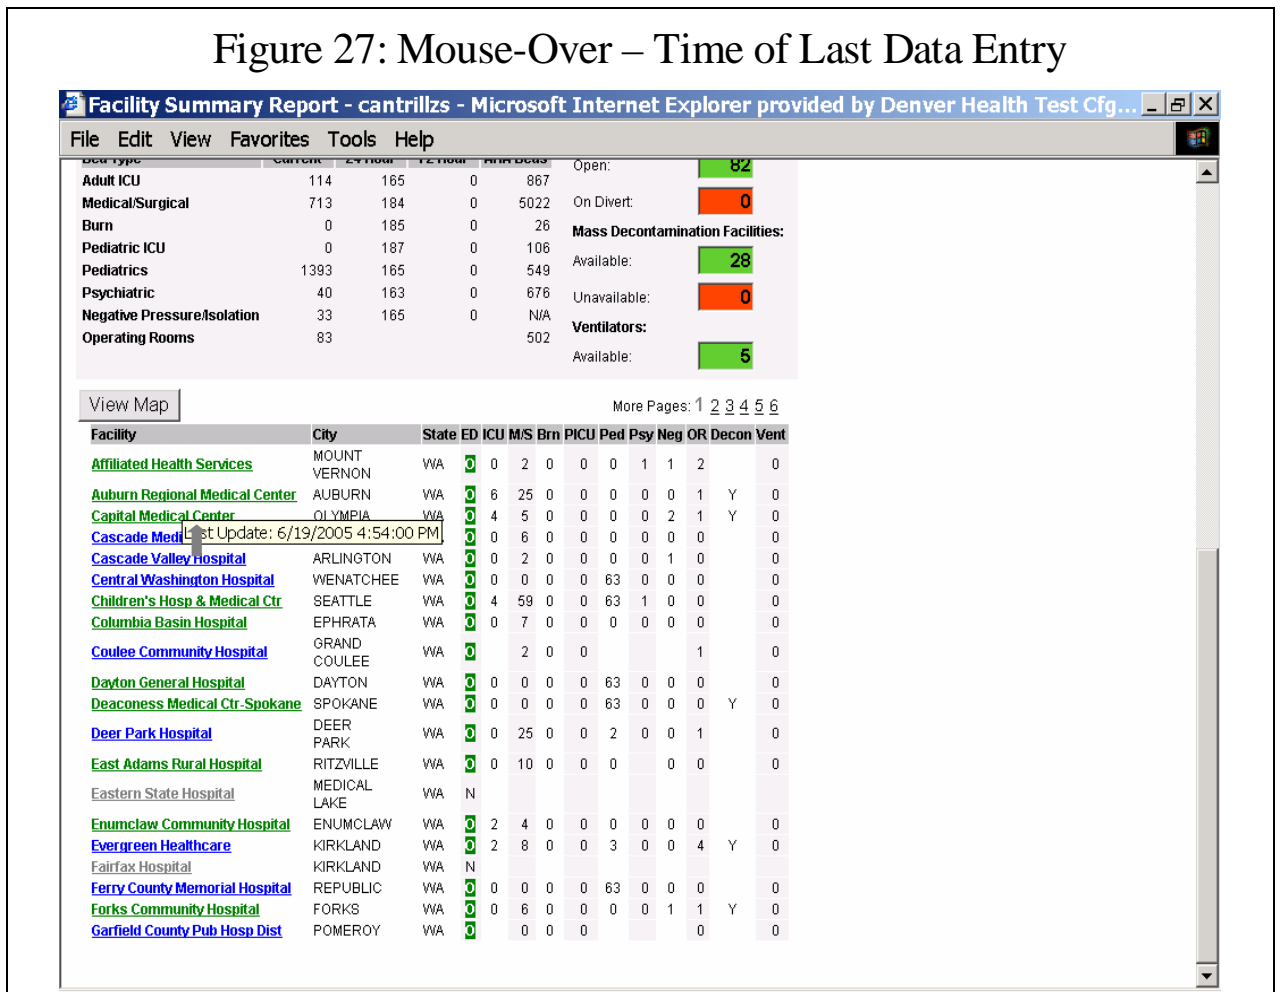 Figure 27: Mouse-Over – Time of Last Data Entry
Facility Summary Report - cantrillzs - Microsoft Internet Explorer provided by Denver Health Test Cfg...
File Edit View Favorites Tools Help
Bed Type Current 24 Hour 72 Hour AHA Beds
Open: 82
Adult ICU 114 165 0 867
Medical/Surgical 713 184 0 5022
On Divert: 0
Burn 0 185 0 26
Mass Decontamination Facilities:
Pediatric ICU 0 187 0 106
Available: 28
Pediatrics 1393 165 0 549
Psychiatric 40 163 0 676
Unavailable: 0
Negative Pressure/Isolation 33 165 0 N/A
Ventilators:
Operating Rooms 83 502
Available: 5
View Map
More Pages: 1 2 3 4 5 6
Facility City State ED ICU M/S Brn PICU Ped Psy Neg OR Decon Vent
Affiliated Health Services MOUNT VERNON WA O 0 2 0 0 0 1 1 2 0
Auburn Regional Medical Center AUBURN WA O 6 25 0 0 0 0 0 1 Y 0
Capital Medical Center OLYMPIA WA O 4 5 0 0 0 0 2 1 Y 0
Last Update: 6/19/2005 4:54:00 PM
Cascade O 0 6 0 0 0 0 0 0 0
Cascade Valley Hospital ARLINGTON WA O 0 2 0 0 0 0 1 0 0
Central Washington Hospital WENATCHEE WA O 0 0 0 0 63 0 0 0 0
Children's Hosp & Medical Ctr SEATTLE WA O 4 59 0 0 63 1 0 0 0
Columbia Basin Hospital EPHRATA WA O 0 7 0 0 0 0 0 0 0
Coulee Community Hospital GRAND COULEE WA O 2 0 0 1 0
Dayton General Hospital DAYTON WA O 0 0 0 0 63 0 0 0 0
Deaconess Medical Ctr-Spokane SPOKANE WA O 0 0 0 0 63 0 0 0 Y 0
Deer Park Hospital DEER PARK WA O 0 25 0 0 2 0 0 1 0
East Adams Rural Hospital RITZVILLE WA O 0 10 0 0 0 0 0 0
Eastern State Hospital MEDICAL LAKE WA N
Enumclaw Community Hospital ENUMCLAW WA O 2 4 0 0 0 0 0 0 0
Evergreen Healthcare KIRKLAND WA O 2 8 0 0 3 0 0 4 Y 0
Fairfax Hospital KIRKLAND WA N
Ferry County Memorial Hospital REPUBLIC WA O 0 0 0 0 63 0 0 0 0
Forks Community Hospital FORKS WA O 0 6 0 0 0 0 1 1 Y 0
Garfield County Pub Hosp Dist POMEROY WA O 0 0 0 0 0